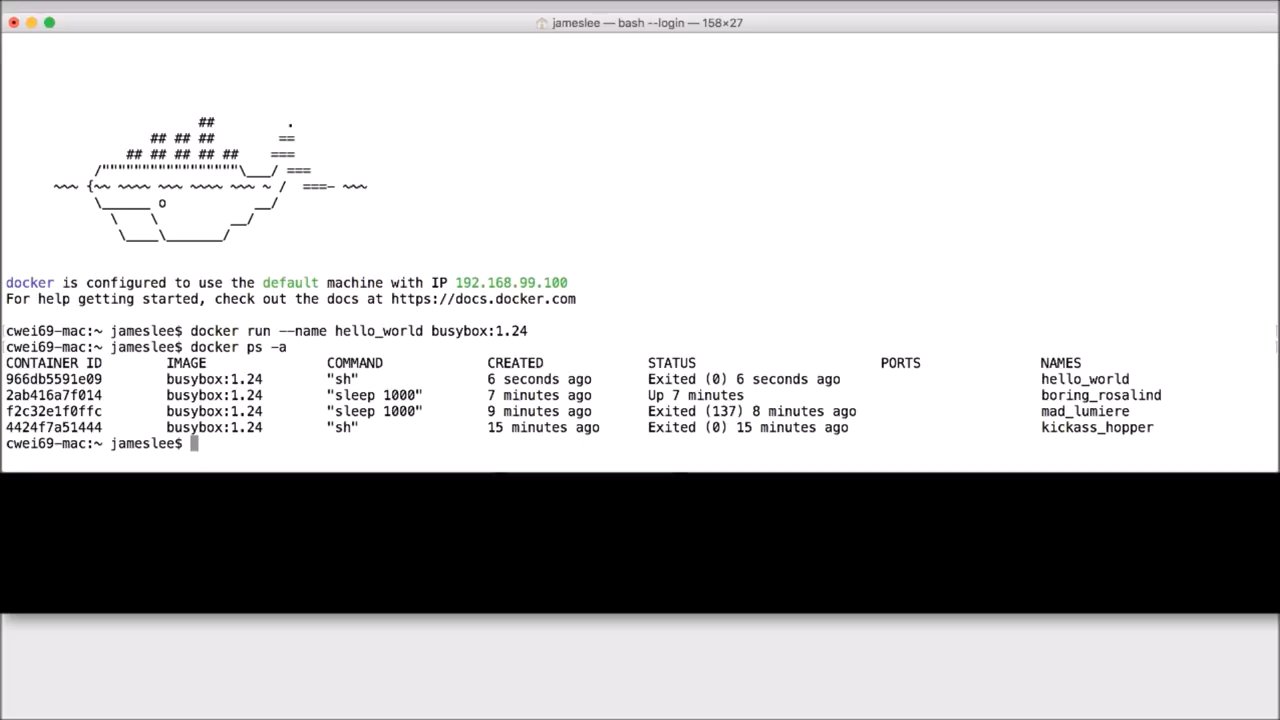 jameslee — bash --login — 158×27
                        ##         .
                  ## ## ##        ==
               ## ## ## ## ##    ===
           /"""""""""""""""""\___/ ===
      ~~~ {~~ ~~~~ ~~~ ~~~~ ~~~ ~ /  ===- ~~~
           \______ o           __/
             \    \         __/
              \____\_______/
docker is configured to use the default machine with IP 192.168.99.100
For help getting started, check out the docs at https://docs.docker.com
cwei69-mac:~ jameslee$ docker run --name hello_world busybox:1.24
cwei69-mac:~ jameslee$ docker ps -a
CONTAINER ID        IMAGE               COMMAND             CREATED             STATUS                       PORTS               NAMES
966db5591e09        busybox:1.24        "sh"                6 seconds ago       Exited (0) 6 seconds ago                         hello_world
2ab416a7f014        busybox:1.24        "sleep 1000"        7 minutes ago       Up 7 minutes                                     boring_rosalind
f2c32e1f0ffc        busybox:1.24        "sleep 1000"        9 minutes ago       Exited (137) 8 minutes ago                       mad_lumiere
4424f7a51444        busybox:1.24        "sh"                15 minutes ago      Exited (0) 15 minutes ago                        kickass_hopper
cwei69-mac:~ jameslee$